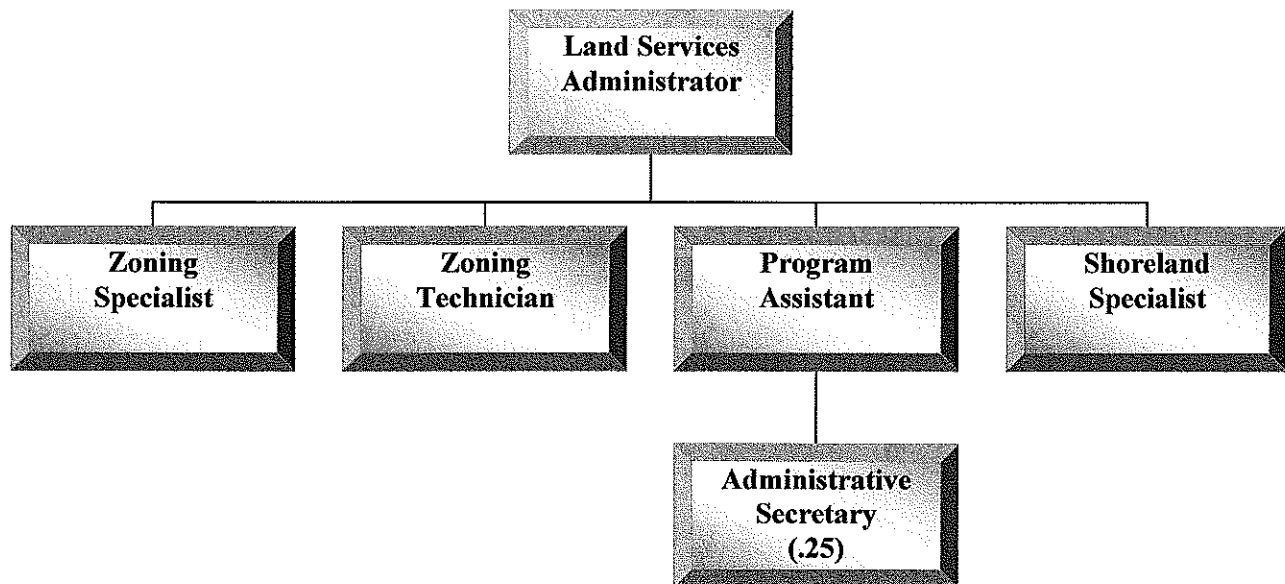 Land Services
Administrator
Zoning
Specialist
Zoning
Technician
Program
Assistant
Shoreland
Specialist
Administrative
Secretary
(.25)